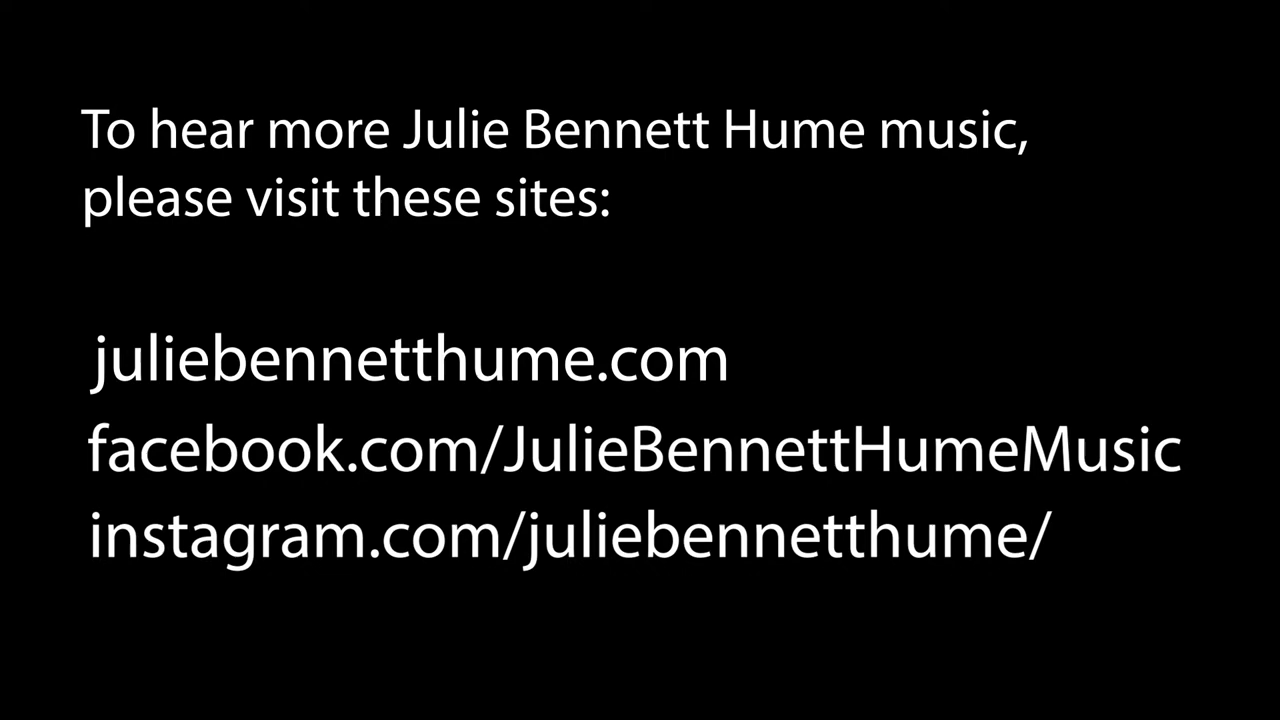 To hear more Julie Bennett Hume music,
please visit these sites:
juliebennetthume.com
facebook.com/JulieBennettHumeMusic
instagram.com/juliebennetthume/